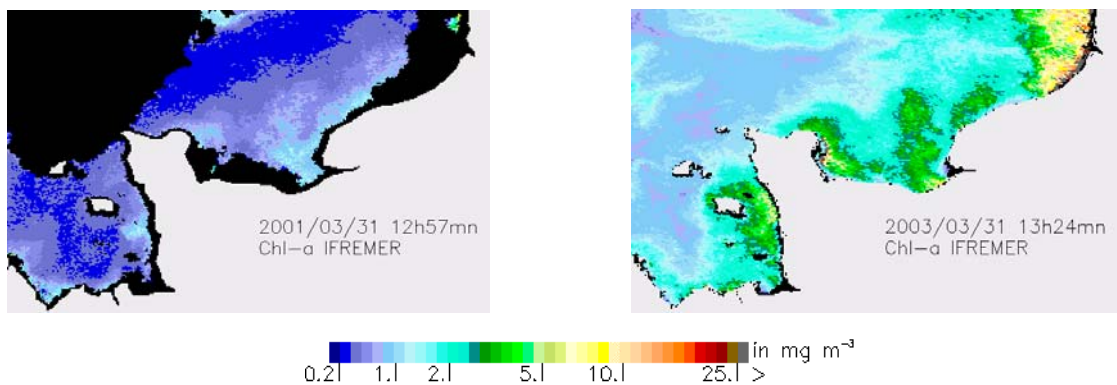 2001/03/31 12h57mn
Chl-a IFREMER
2003/03/31 13h24mn
Chl-a IFREMER
in mg m⁻³
0.2 1. 2. 5. 10. 25. >